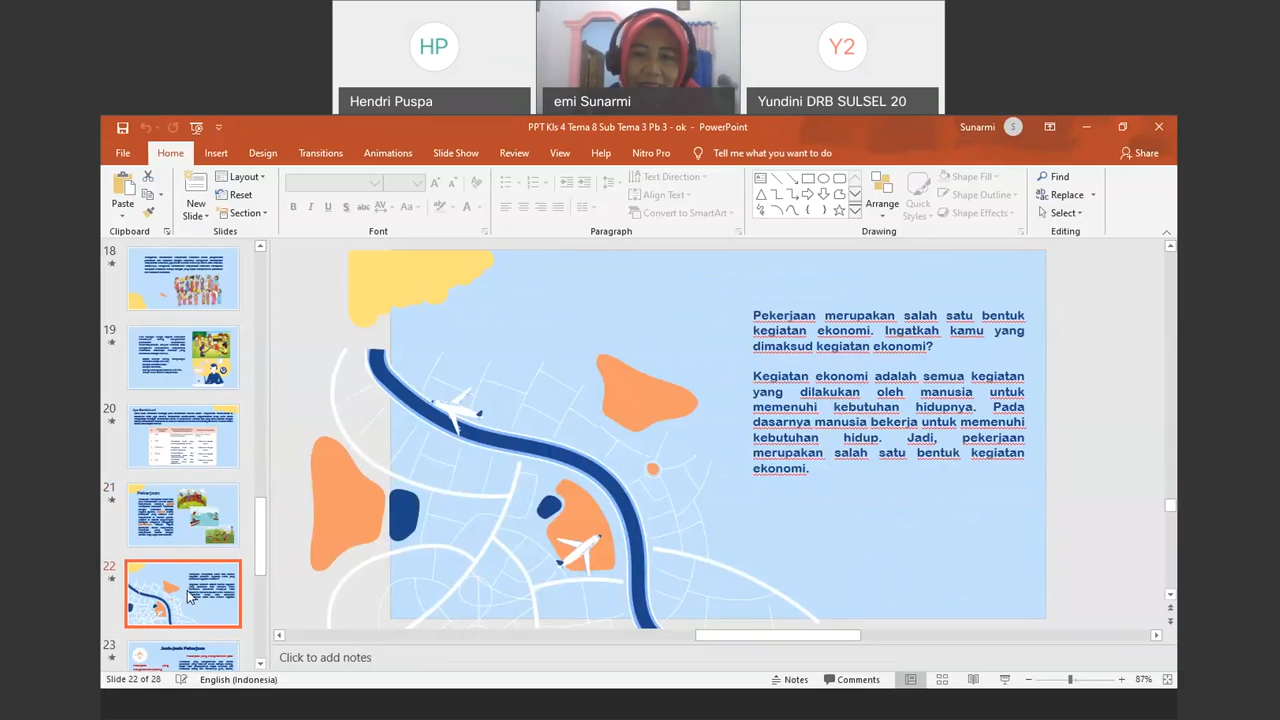 HP
Y2
Hendri Puspa
emi Sunarmi
Yundini DRB SULSEL 20
PPT Kls 4 Tema 8 Sub Tema 3 Pb 3 - ok - PowerPoint
Sunarmi
S
File
Home
Insert
Design
Transitions
Animations
Slide Show
Review
View
Help
Nitro Pro
Tell me what you want to do
Share
Paste
Clipboard
New
Slide
Layout
Reset
Section
Slides
Font
Text Direction
Align Text
Convert to SmartArt
Paragraph
Arrange
Quick
Styles
Shape Fill
Shape Outline
Shape Effects
Drawing
Find
Replace
Select
Editing
18
19
20
21
Pekerjaan
22
23
Jenis-jenis Pekerjaan
Pekerjaan merupakan salah satu bentuk
kegiatan ekonomi. Ingatkah kamu yang
dimaksud kegiatan ekonomi?
Kegiatan ekonomi adalah semua kegiatan
yang dilakukan oleh manusia untuk
memenuhi kebutuhan hidupnya. Pada
dasarnya manusia bekerja untuk memenuhi
kebutuhan hidup. Jadi, pekerjaan
merupakan salah satu bentuk kegiatan
ekonomi.
Click to add notes
Slide 22 of 28
English (Indonesia)
Notes
Comments
87%